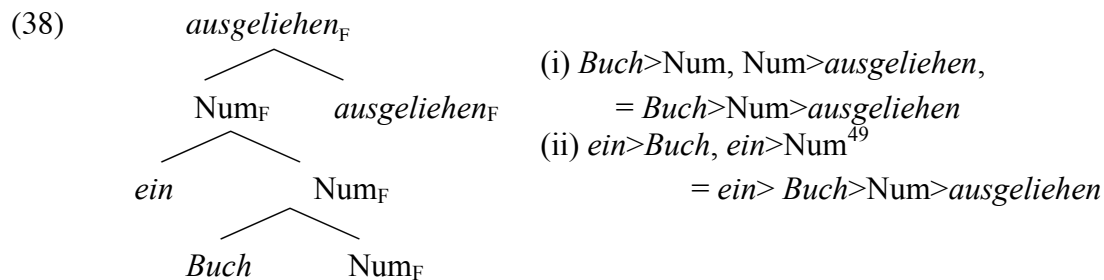 (38) ausgeliehenF
NumF ausgeliehenF
ein NumF
Buch NumF
(i) Buch>Num, Num>ausgeliehen,
= Buch>Num>ausgeliehen
(ii) ein>Buch, ein>Num49
= ein> Buch>Num>ausgeliehen